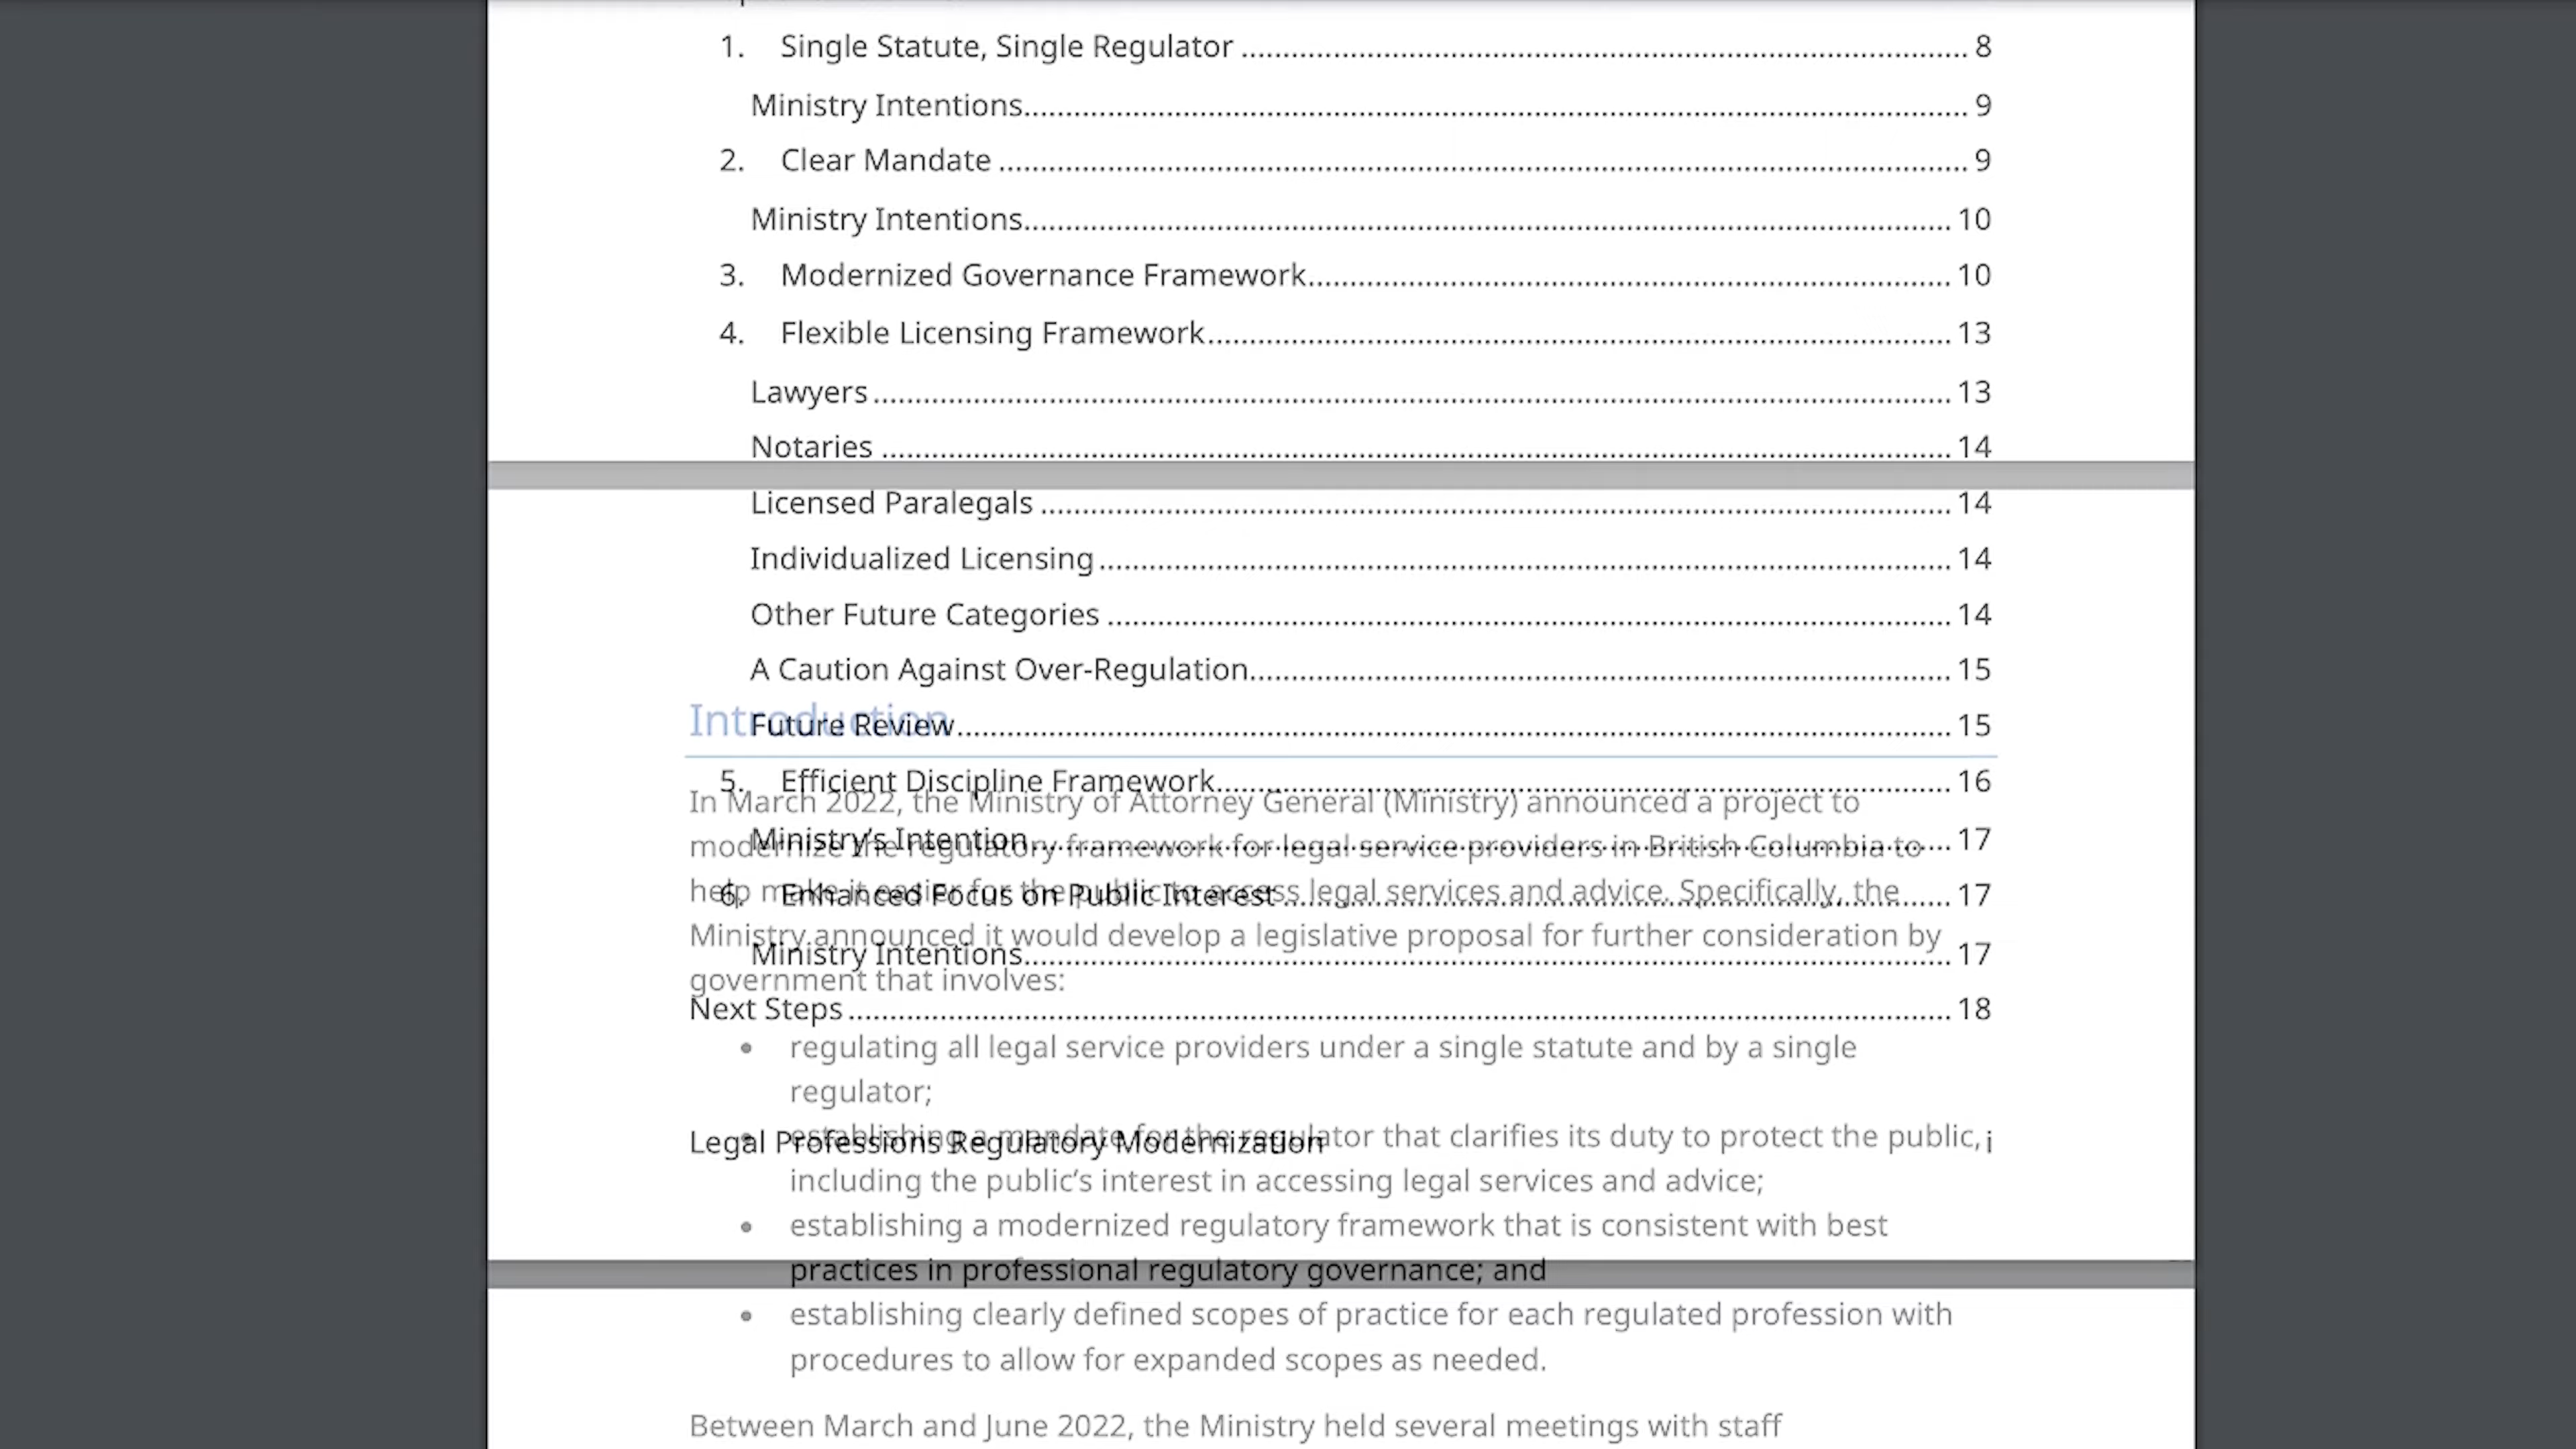 1. Single Statute, Single Regulator ........ 8
Ministry Intentions........ 9
2. Clear Mandate ........ 9
Ministry Intentions........ 10
3. Modernized Governance Framework........ 10
4. Flexible Licensing Framework........ 13
Lawyers ........ 13
Notaries ........ 14
Licensed Paralegals ........ 14
Individualized Licensing ........ 14
Other Future Categories ........ 14
A Caution Against Over-Regulation........ 15
Introduction
Future Review........ 15
5. Efficient Discipline Framework........ 16
In March 2022, the Ministry of Attorney General (Ministry) announced a project to
Ministry's Intention........ 17
modernize the regulatory framework for legal service providers in British Columbia to
help make it easier for the public to access legal services and advice. Specifically, the
6. Enhanced Focus on Public Interest ........ 17
Ministry announced it would develop a legislative proposal for further consideration by
Ministry Intentions........ 17
government that involves:
Next Steps........ 18
• regulating all legal service providers under a single statute and by a single
regulator;
• establishing a mandate for the regulator that clarifies its duty to protect the public,
Legal Professions Regulatory Modernization i
including the public's interest in accessing legal services and advice;
• establishing a modernized regulatory framework that is consistent with best
practices in professional regulatory governance; and
• establishing clearly defined scopes of practice for each regulated profession with
procedures to allow for expanded scopes as needed.
Between March and June 2022, the Ministry held several meetings with staff